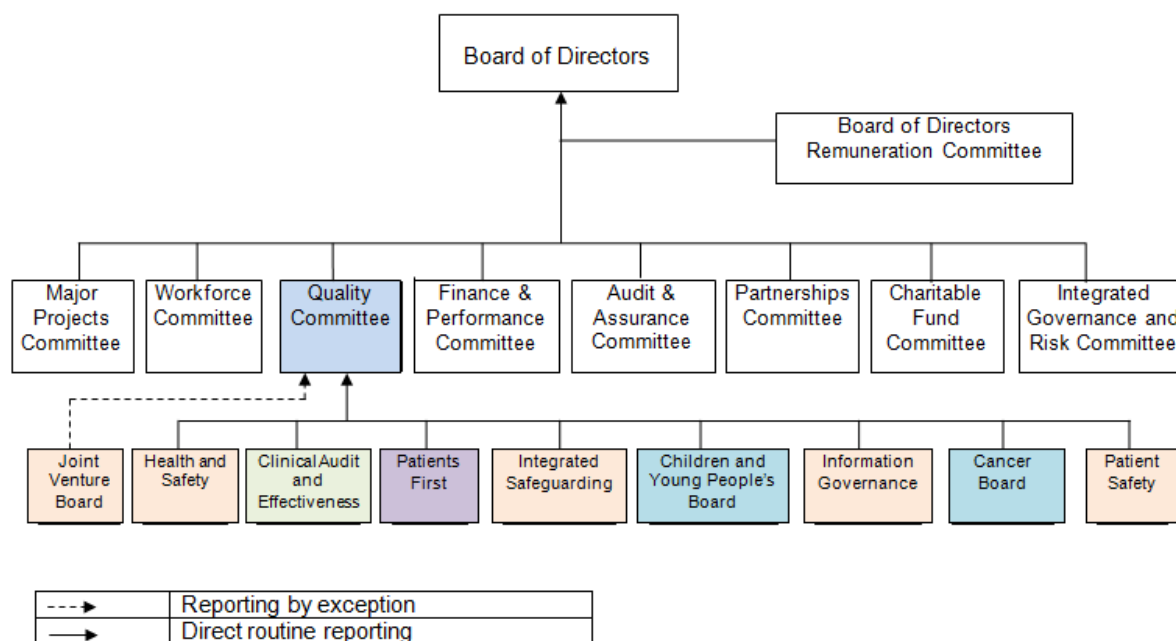 Board of Directors
Board of Directors
Remuneration Committee
Major
Projects
Committee
Workforce
Committee
Quality
Committee
Finance &
Performance
Committee
Audit &
Assurance
Committee
Partnerships
Committee
Charitable
Fund
Committee
Integrated
Governance and
Risk Committee
Joint
Venture
Board
Health and
Safety
Clinical Audit
and
Effectiveness
Patients
First
Integrated
Safeguarding
Children and
Young People's
Board
Information
Governance
Cancer
Board
Patient
Safety
Reporting by exception
Direct routine reporting